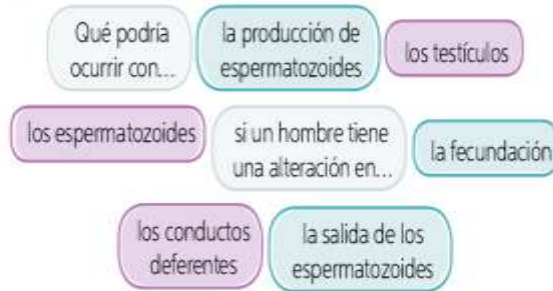 Qué podría
ocurrir con...
la producción de
espermatozoides
los testículos
los espermatozoides
si un hombre tiene
una alteración en...
la fecundación
los conductos
deferentes
la salida de los
espermatozoides